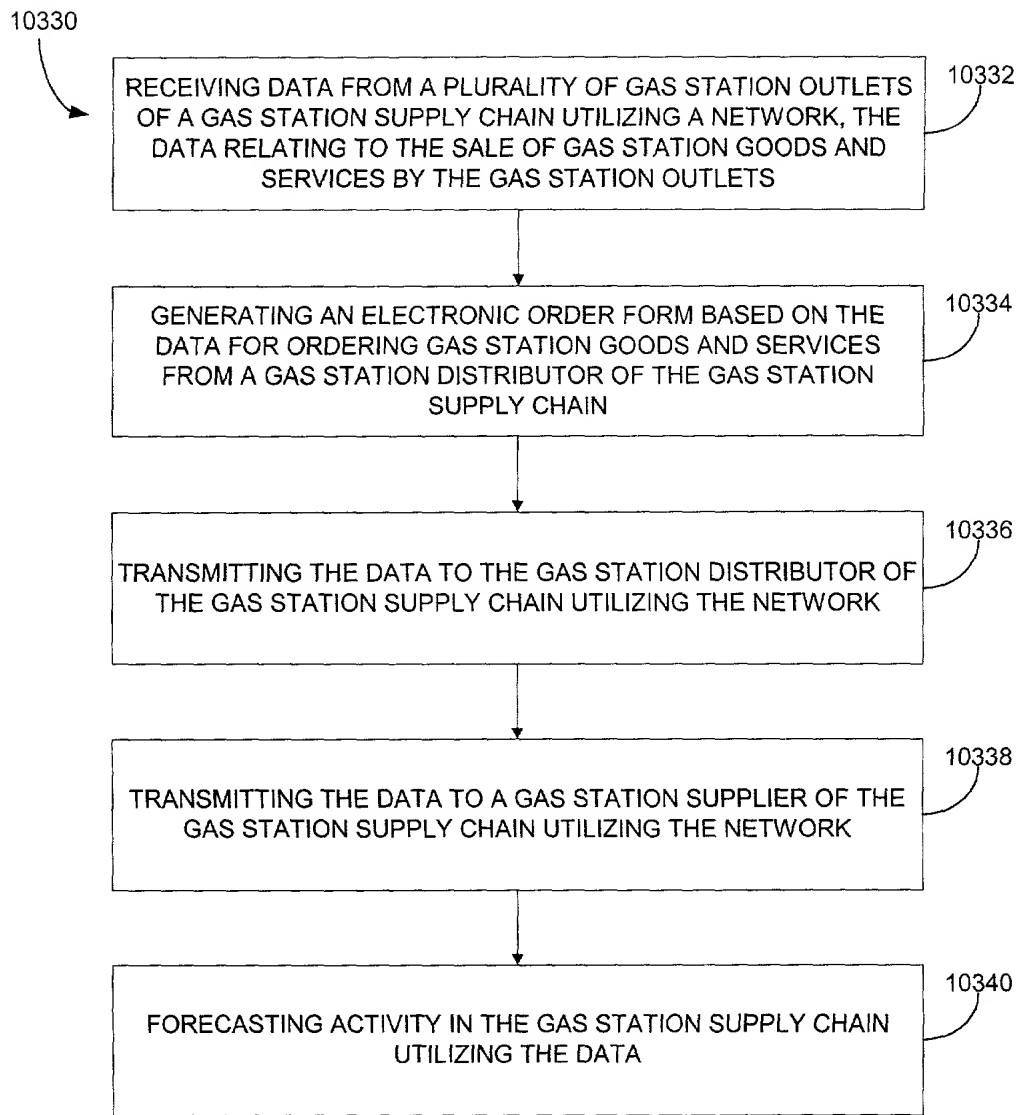 10330
10332
RECEIVING DATA FROM A PLURALITY OF GAS STATION OUTLETS
OF A GAS STATION SUPPLY CHAIN UTILIZING A NETWORK, THE
DATA RELATING TO THE SALE OF GAS STATION GOODS AND
SERVICES BY THE GAS STATION OUTLETS
10334
GENERATING AN ELECTRONIC ORDER FORM BASED ON THE
DATA FOR ORDERING GAS STATION GOODS AND SERVICES
FROM A GAS STATION DISTRIBUTOR OF THE GAS STATION
SUPPLY CHAIN
10336
TRANSMITTING THE DATA TO THE GAS STATION DISTRIBUTOR OF
THE GAS STATION SUPPLY CHAIN UTILIZING THE NETWORK
10338
TRANSMITTING THE DATA TO A GAS STATION SUPPLIER OF THE
GAS STATION SUPPLY CHAIN UTILIZING THE NETWORK
10340
FORECASTING ACTIVITY IN THE GAS STATION SUPPLY CHAIN
UTILIZING THE DATA